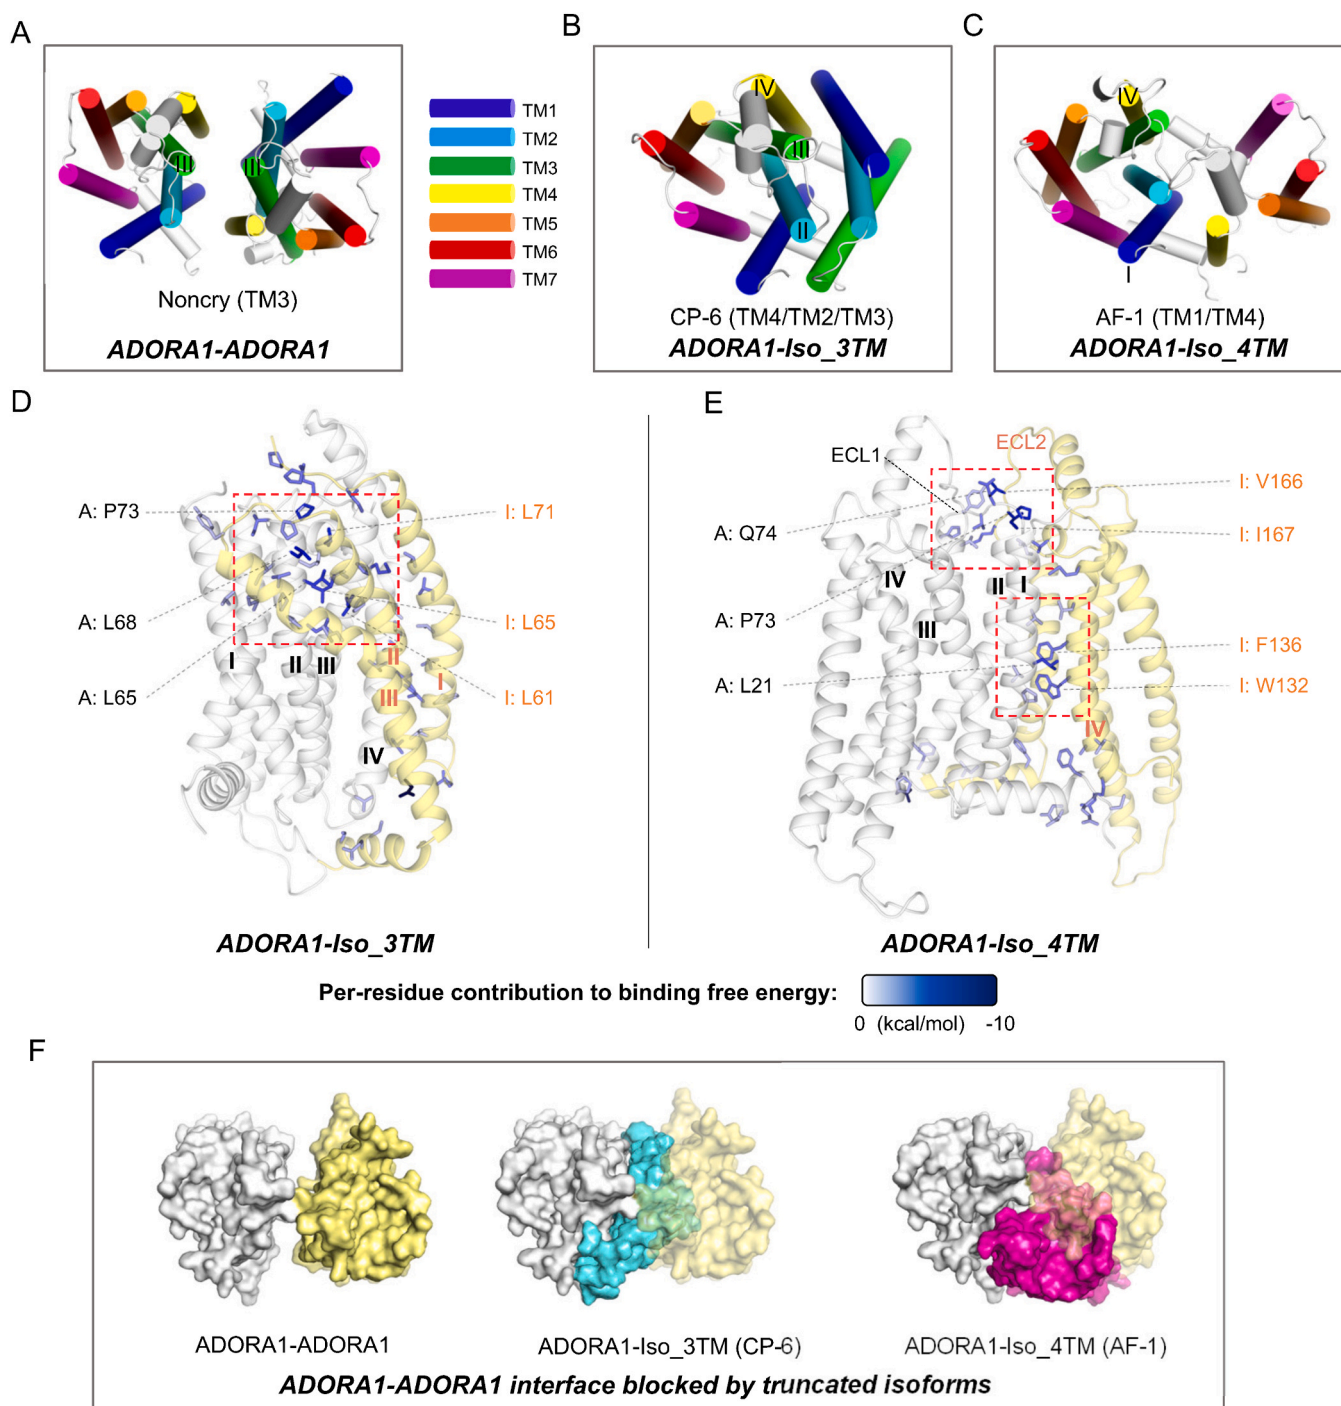 A
B
C
III
III
TM1
TM2
TM3
TM4
TM5
TM6
TM7
Noncry (TM3)
ADORA1-ADORA1
IV
III
II
CP-6 (TM4/TM2/TM3)
ADORA1-Iso_3TM
IV
I
AF-1 (TM1/TM4)
ADORA1-Iso_4TM
D
A: P73
A: L68
A: L65
I: L71
I: L65
I: L61
I
II
III
II
III
I
IV
ADORA1-Iso_3TM
E
ECL1
ECL2
A: Q74
A: P73
A: L21
I: V166
I: I167
I: F136
I: W132
IV
III
II
I
IV
ADORA1-Iso_4TM
Per-residue contribution to binding free energy:
0 (kcal/mol) -10
F
ADORA1-ADORA1
ADORA1-Iso_3TM (CP-6)
ADORA1-Iso_4TM (AF-1)
ADORA1-ADORA1 interface blocked by truncated isoforms